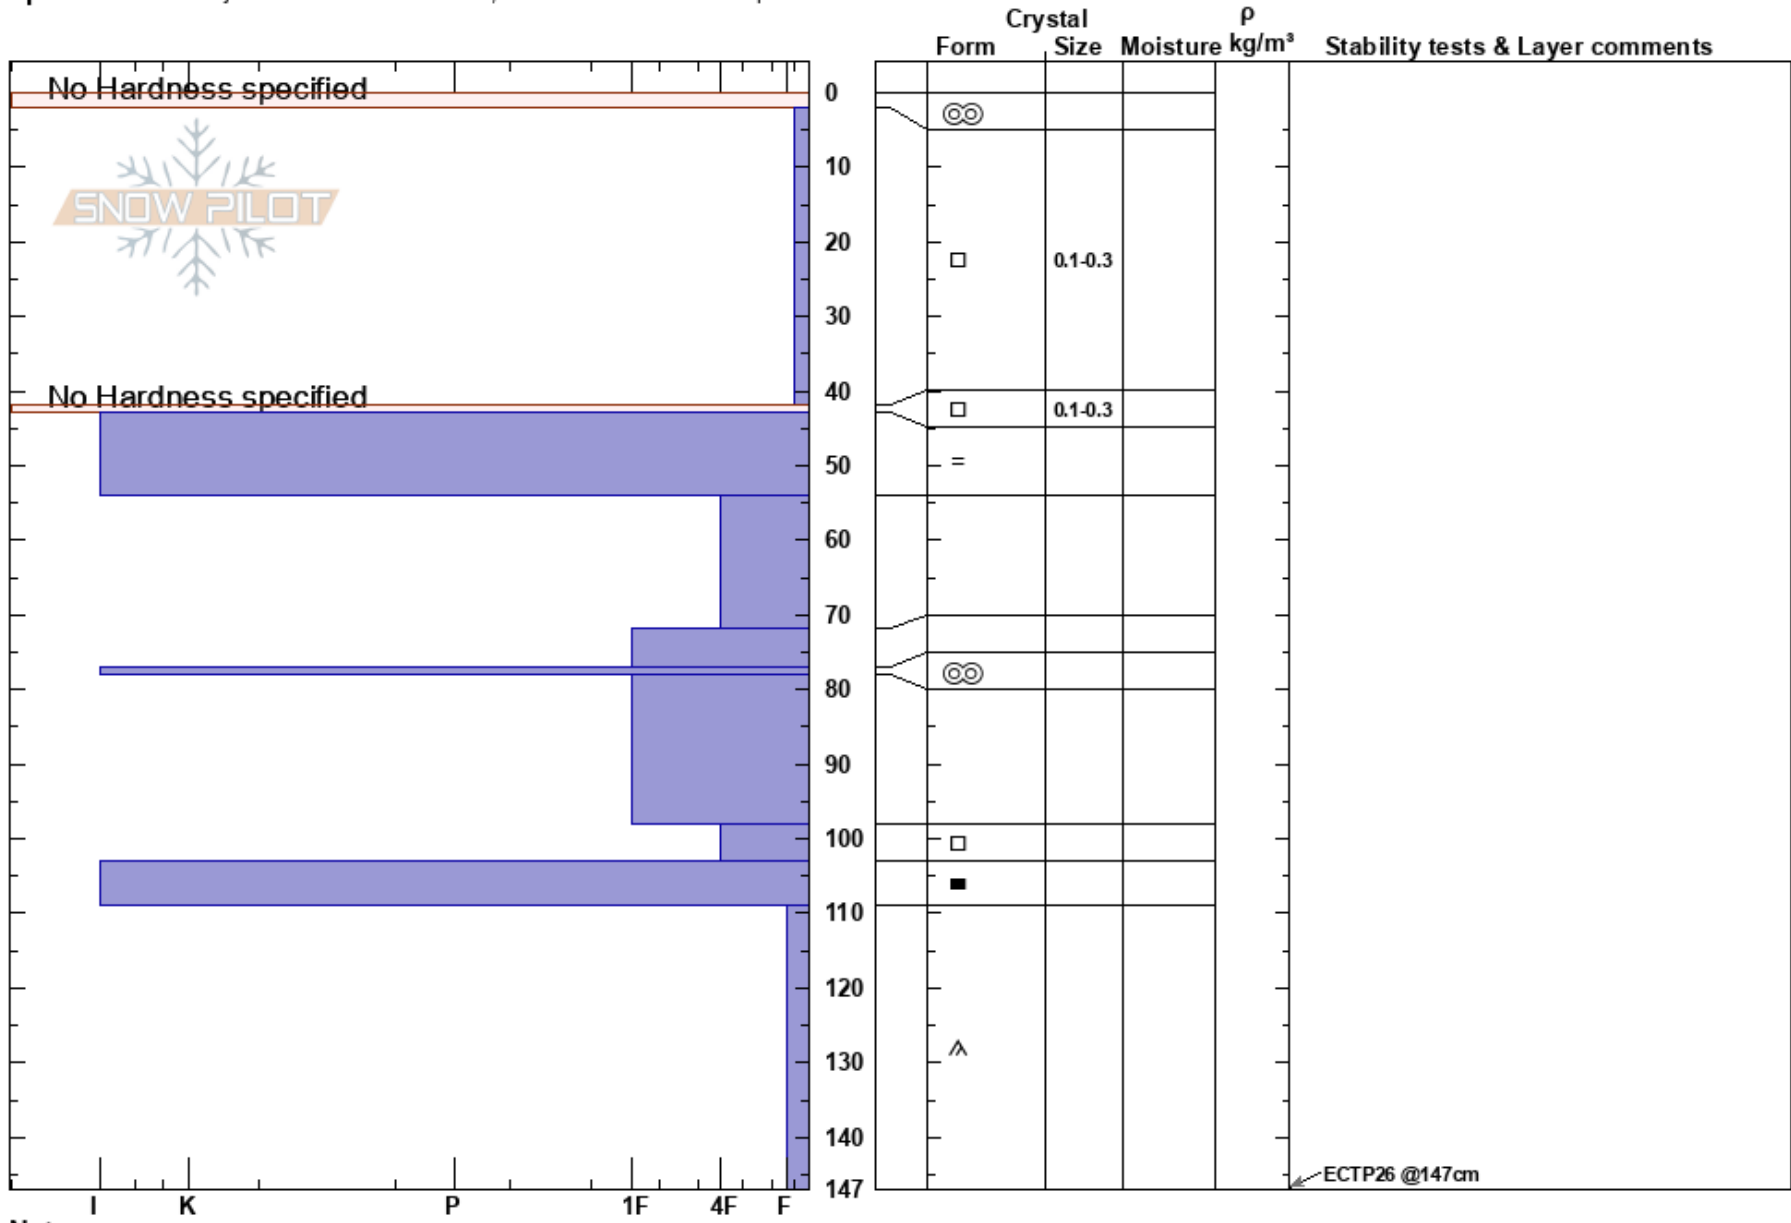 Crystal
ρ
Form Size Moisture kg/m³ Stability tests & Layer comments
No Hardness specified
0
SNOW PILOT
10
20
0.1-0.3
30
No Hardness specified
40
0.1-0.3
50
=
60
70
80
90
100
110
120
130
140
ECTP26 @147cm
147
I K P 1F 4F F